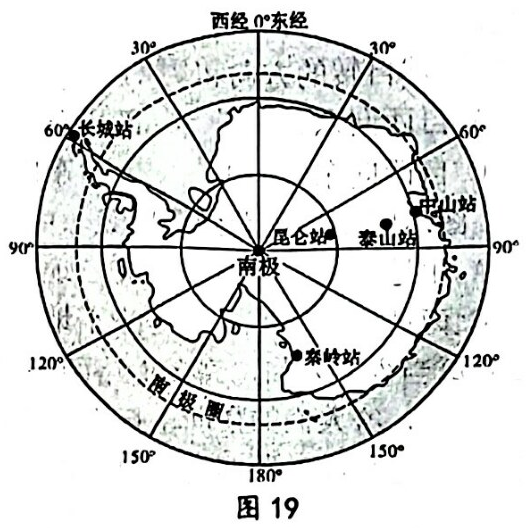 西经 0° 东经
30° 30°
60° 长城站 60°
中山站
昆仑站 泰山站
90° 90°
南极
秦岭站
120° 120°
南极圈
150° 150°
180°
图 19